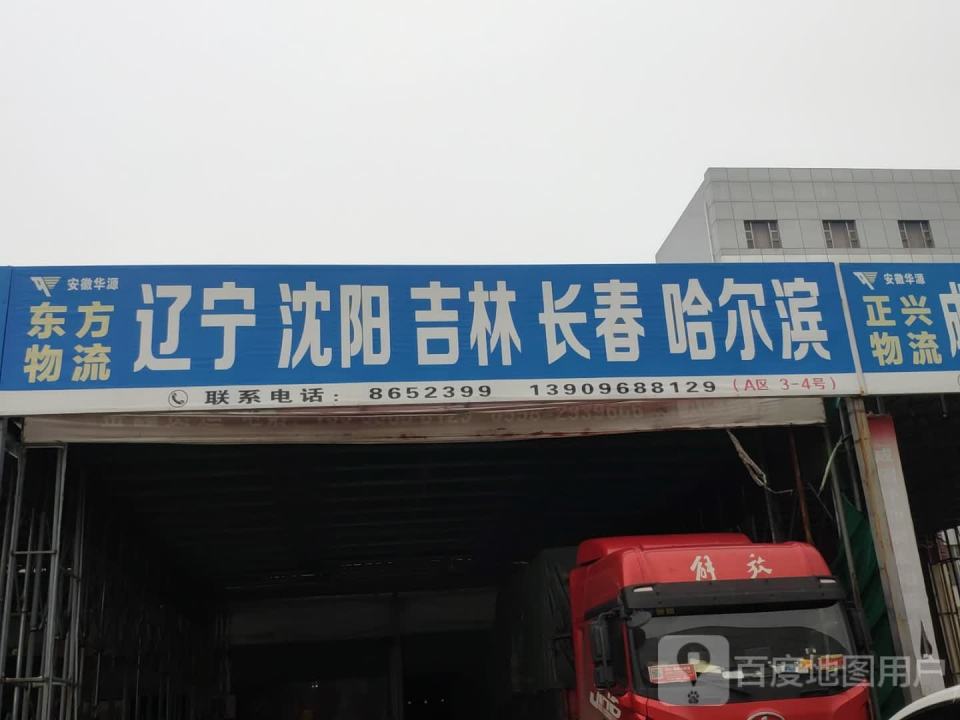 安徽华源
东方物流
辽宁 沈阳 吉林 长春 哈尔滨
联系电话： 8652399 13909688129 （A区 3-4号）
安徽华源
正兴物流
解放
百度地图用户